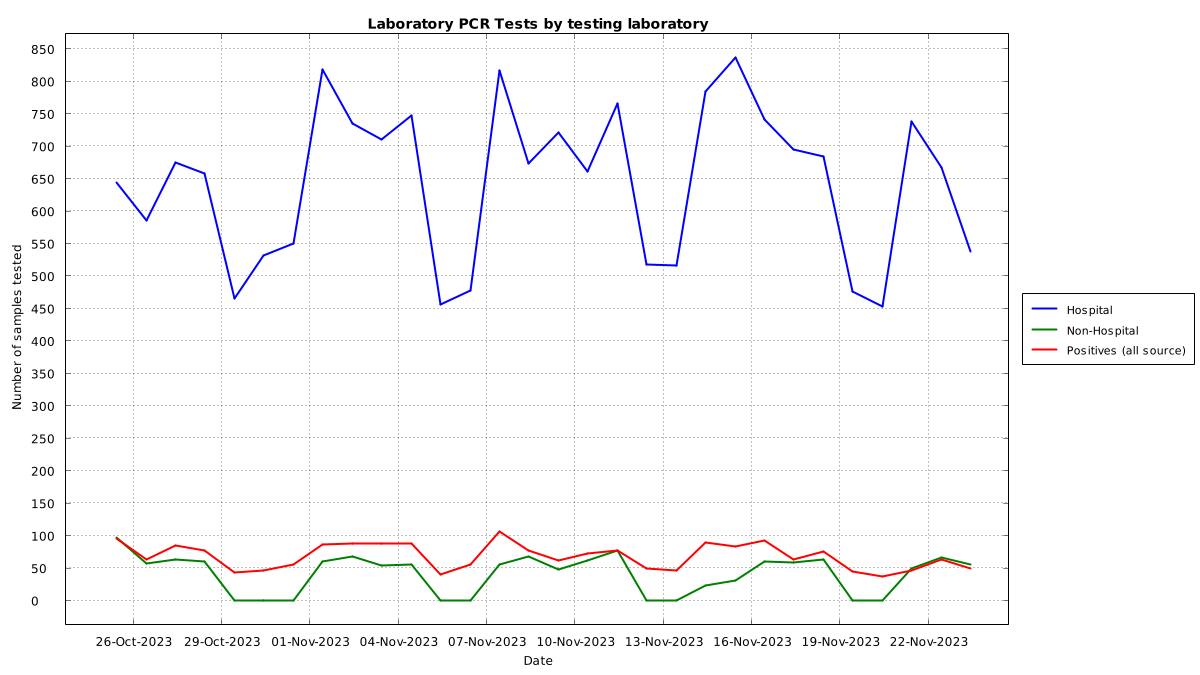 Laboratory PCR Tests by testing laboratory
850
800
750
700
650
600
550
500
450
400
350
300
250
200
150
100
50
0
Number of samples tested
26-Oct-2023 29-Oct-2023 01-Nov-2023 04-Nov-2023 07-Nov-2023 10-Nov-2023 13-Nov-2023 16-Nov-2023 19-Nov-2023 22-Nov-2023
Date
Hospital
Non-Hospital
Positives (all source)